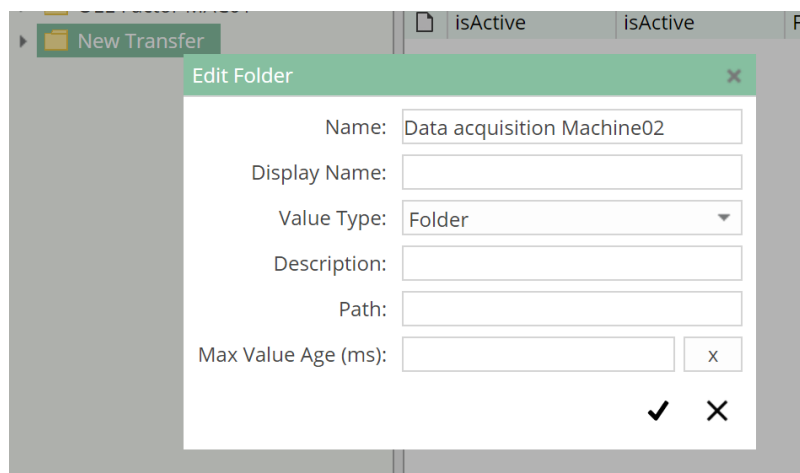 isActive isActive
New Transfer
Edit Folder
Name: Data acquisition Machine02
Display Name:
Value Type: Folder
Description:
Path:
Max Value Age (ms): x